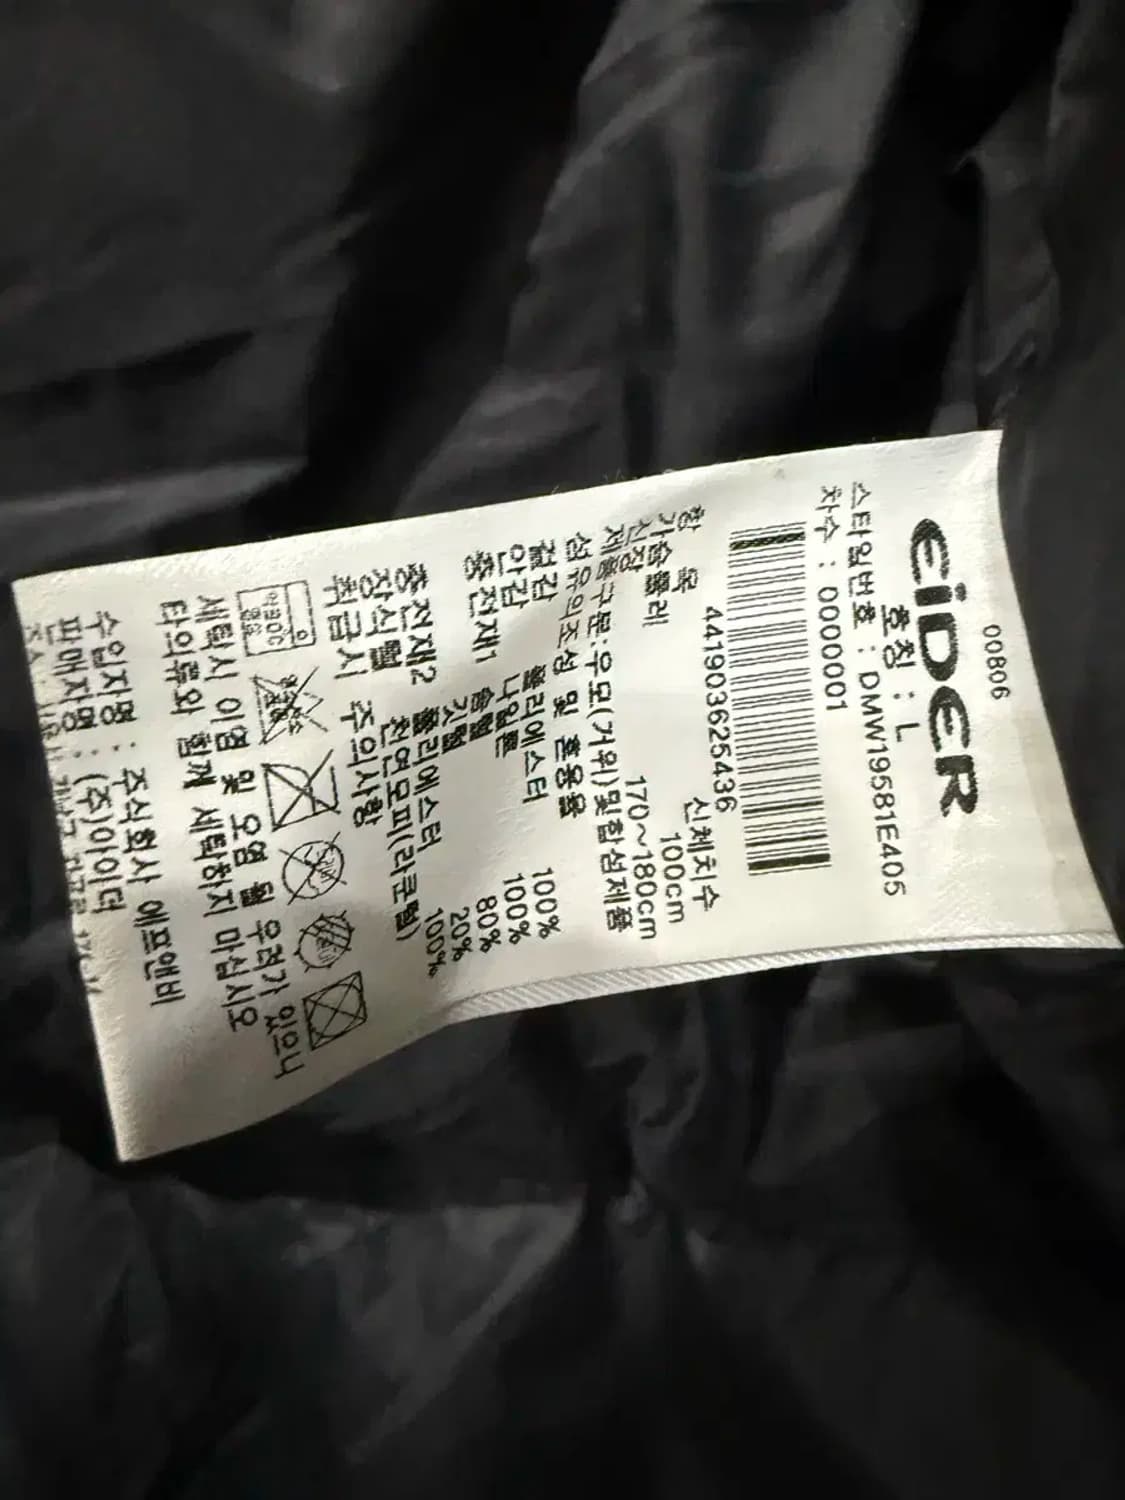 00806
EiDER
호칭 : L
스타일번호 : DMW19581E405
차수 : 0000001
4419036625436
항 목 신체치수
가슴둘레 100cm
신장 170~180cm
제품구분:우모(거위)및합성제품
섬유의조성 및 혼용율
겉감 폴리에스터 100%
안감 나일론 100%
충전재1 솜털 80%
깃털 20%
충전재2 폴리에스터 100%
장식털 천연모피(라쿤털)
취급시 주의사항
세탁시 이염 및 오염 될 우려가 있으니
타의류와 함께 세탁하지 마십시오
수입자명 : 주식회사 에프앤비
판매자명 : (주)아이더